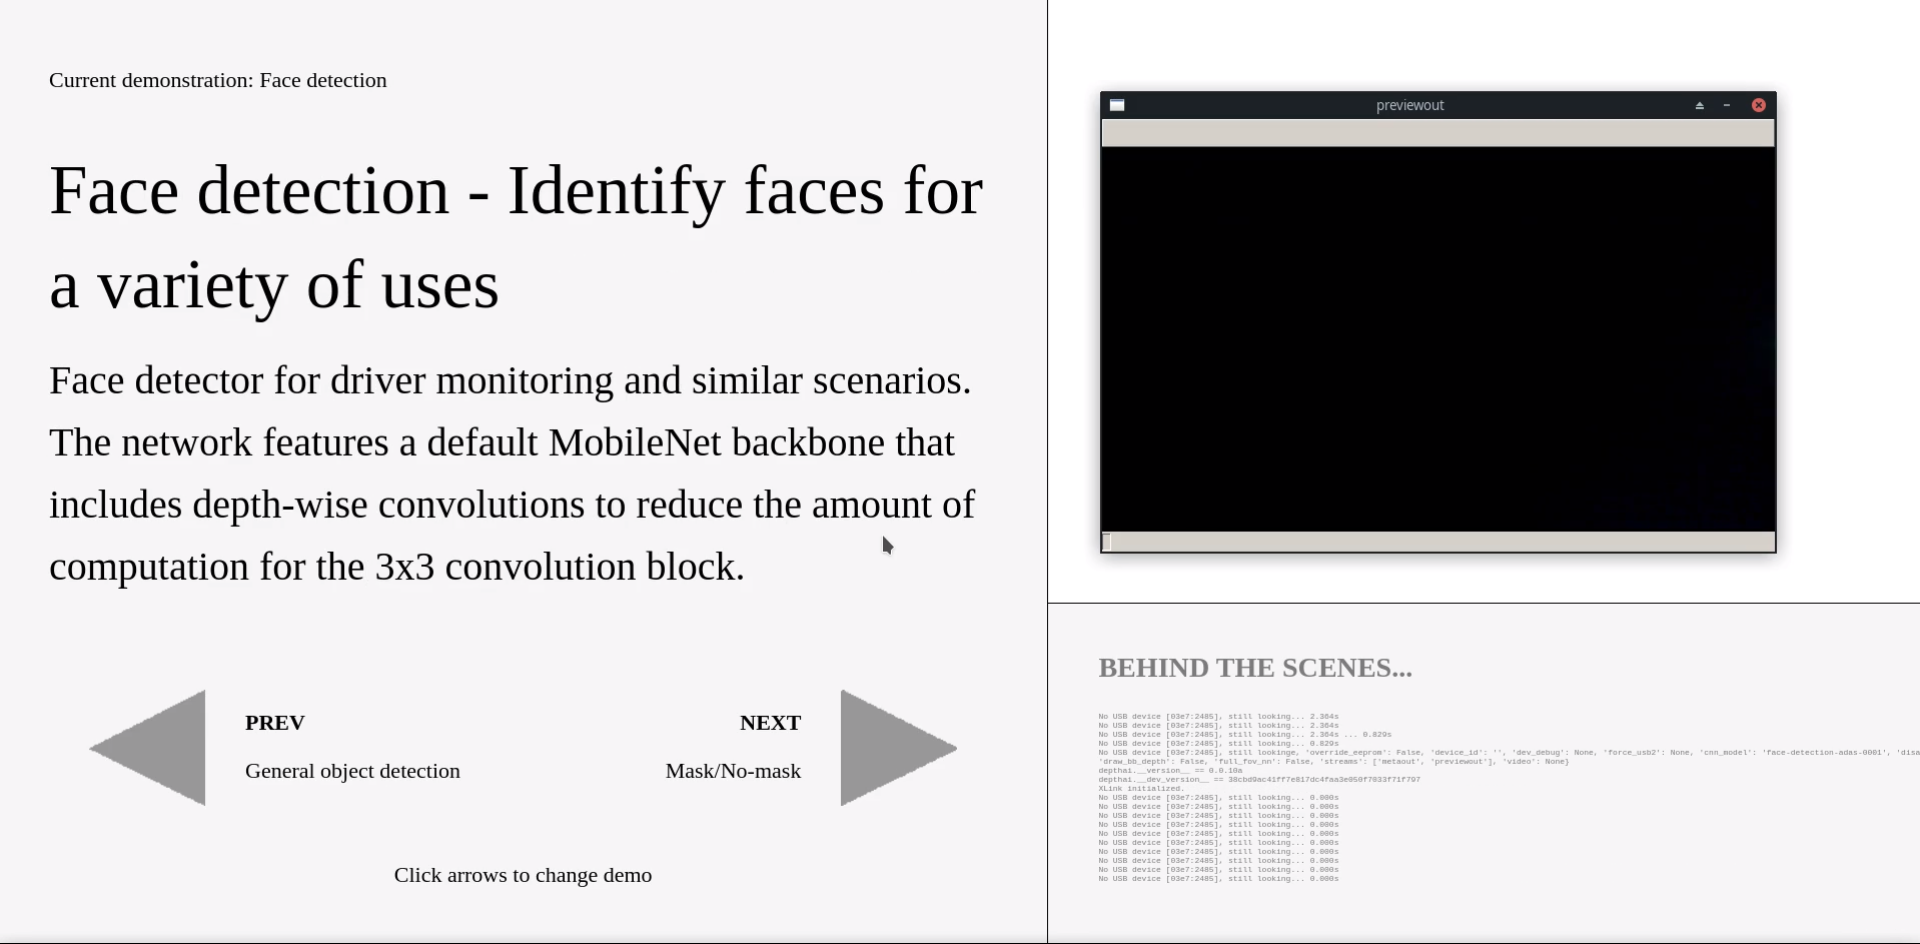 Current demonstration: Face detection
Face detection - Identify faces for
a variety of uses
Face detector for driver monitoring and similar scenarios.
The network features a default MobileNet backbone that
includes depth-wise convolutions to reduce the amount of
computation for the 3x3 convolution block.
PREV
General object detection
NEXT
Mask/No-mask
Click arrows to change demo
previewout
BEHIND THE SCENES...
No USB device [03e7:2485], still looking... 2.364s
No USB device [03e7:2485], still looking... 2.364s
No USB device [03e7:2485], still looking... 2.364s ... 0.829s
No USB device [03e7:2485], still looking... 0.829s
No USB device [03e7:2485], still lookinge, 'override_eeprom': False, 'device_id': '', 'dev_debug': None, 'force_usb2': None, 'cnn_model': 'face-detection-adas-0001', 'disa
'draw_bb_depth': False, 'full_fov_nn': False, 'streams': ['metaout', 'previewout'], 'video': None}
depthai.__version__ == 0.0.10a
depthai.__dev_version__ == 38cbd9ac41ff7e817dc4faa3e050f7033f71f797
XLink initialized.
No USB device [03e7:2485], still looking... 0.000s
No USB device [03e7:2485], still looking... 0.000s
No USB device [03e7:2485], still looking... 0.000s
No USB device [03e7:2485], still looking... 0.000s
No USB device [03e7:2485], still looking... 0.000s
No USB device [03e7:2485], still looking... 0.000s
No USB device [03e7:2485], still looking... 0.000s
No USB device [03e7:2485], still looking... 0.000s
No USB device [03e7:2485], still looking... 0.000s
No USB device [03e7:2485], still looking... 0.000s